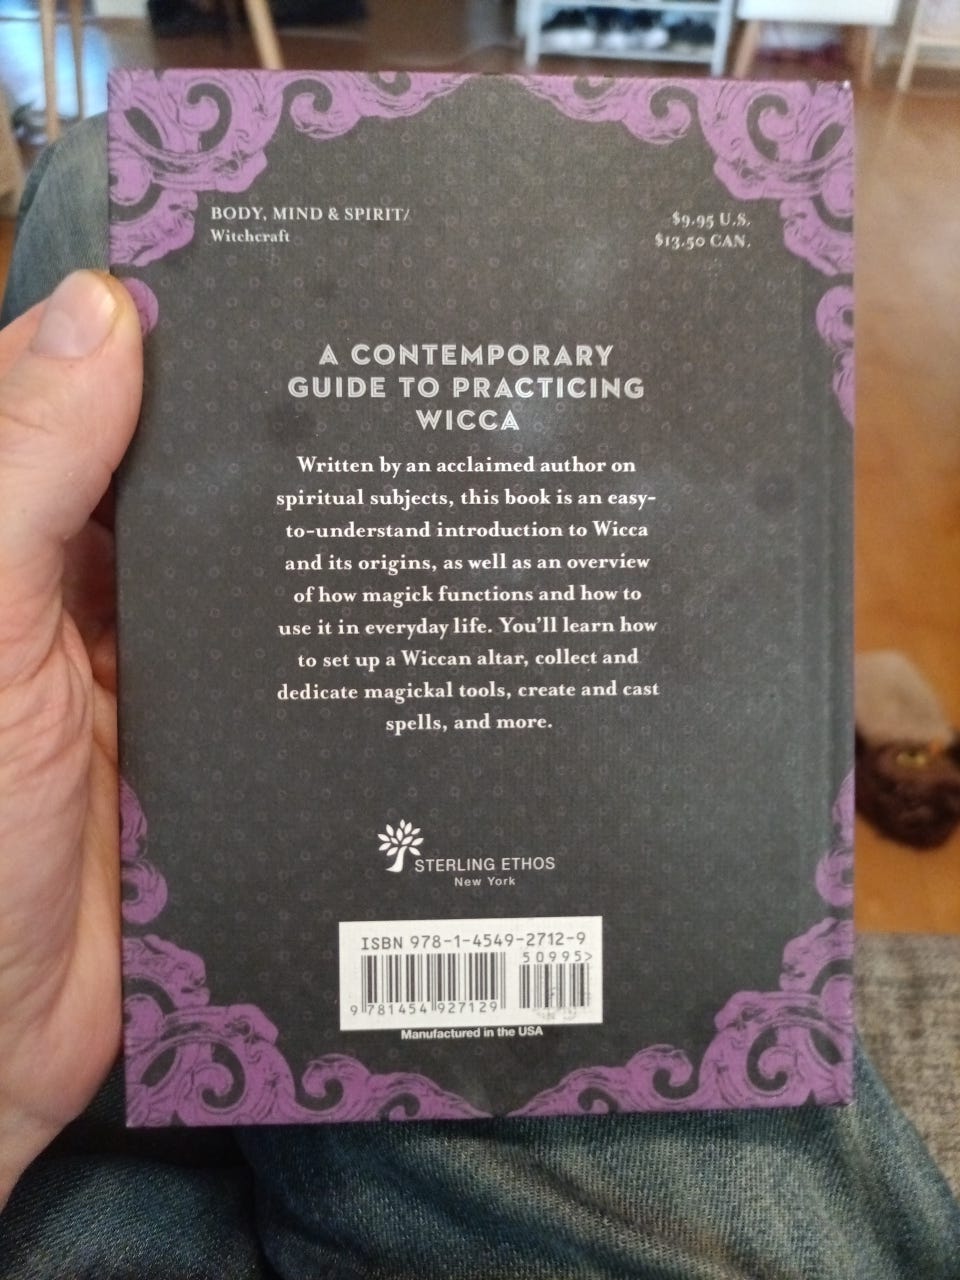 BODY, MIND & SPIRIT/
Witchcraft
$9.95 U.S.
$13.50 CAN.
A CONTEMPORARY
GUIDE TO PRACTICING
WICCA
Written by an acclaimed author on
spiritual subjects, this book is an easy-
to-understand introduction to Wicca
and its origins, as well as an overview
of how magick functions and how to
use it in everyday life. You'll learn how
to set up a Wiccan altar, collect and
dedicate magickal tools, create and cast
spells, and more.
STERLING ETHOS
New York
ISBN 978-1-4549-2712-9
50995>
9 781454 927129
Manufactured in the USA